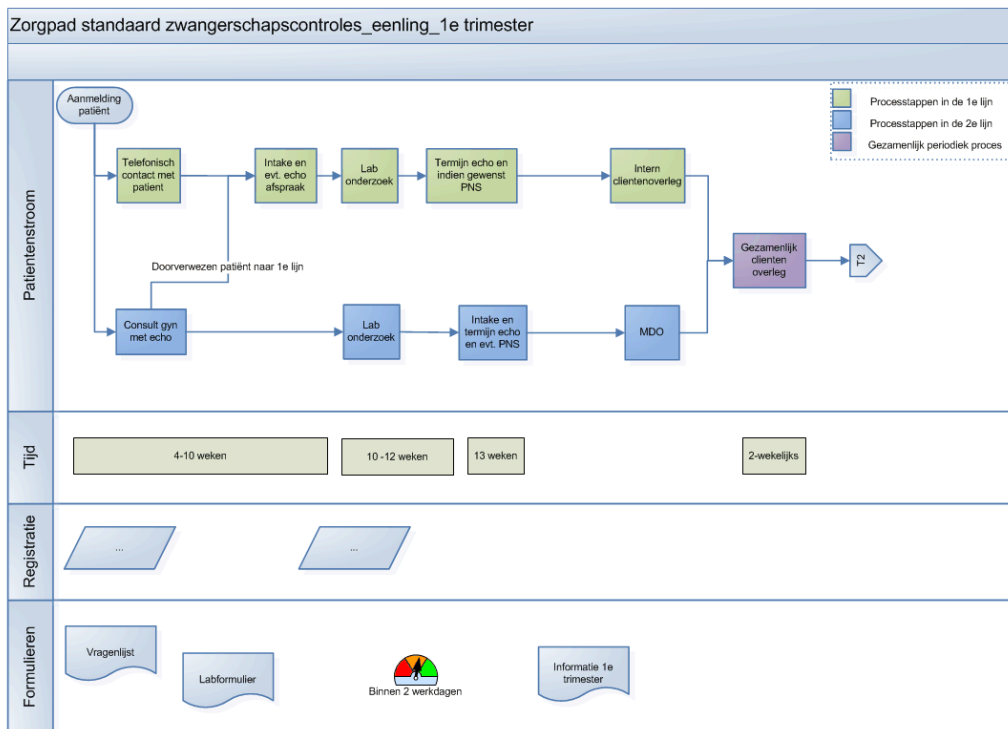 Zorgpad standaard zwangerschapscontroles_eenling_1e trimester
Patientenstroom
Aanmelding
patiënt
Processtappen in de 1e lijn
Processtappen in de 2e lijn
Gezamenlijk periodiek proces
Telefonisch
contact met
patient
Intake en
evt. echo
afspraak
Lab
onderzoek
Termijn echo en
indien gewenst
PNS
Intern
clientenoverleg
Gezamenlijk
clienten
overleg
T2
Doorverwezen patiënt naar 1e lijn
Consult gyn
met echo
Lab
onderzoek
Intake en
termijn echo
en evt. PNS
MDO
Tijd
4-10 weken
10 -12 weken
13 weken
2-wekelijks
Registratie
...
...
Formulieren
Vragenlijst
Labformulier
Binnen 2 werkdagen
Informatie 1e
trimester